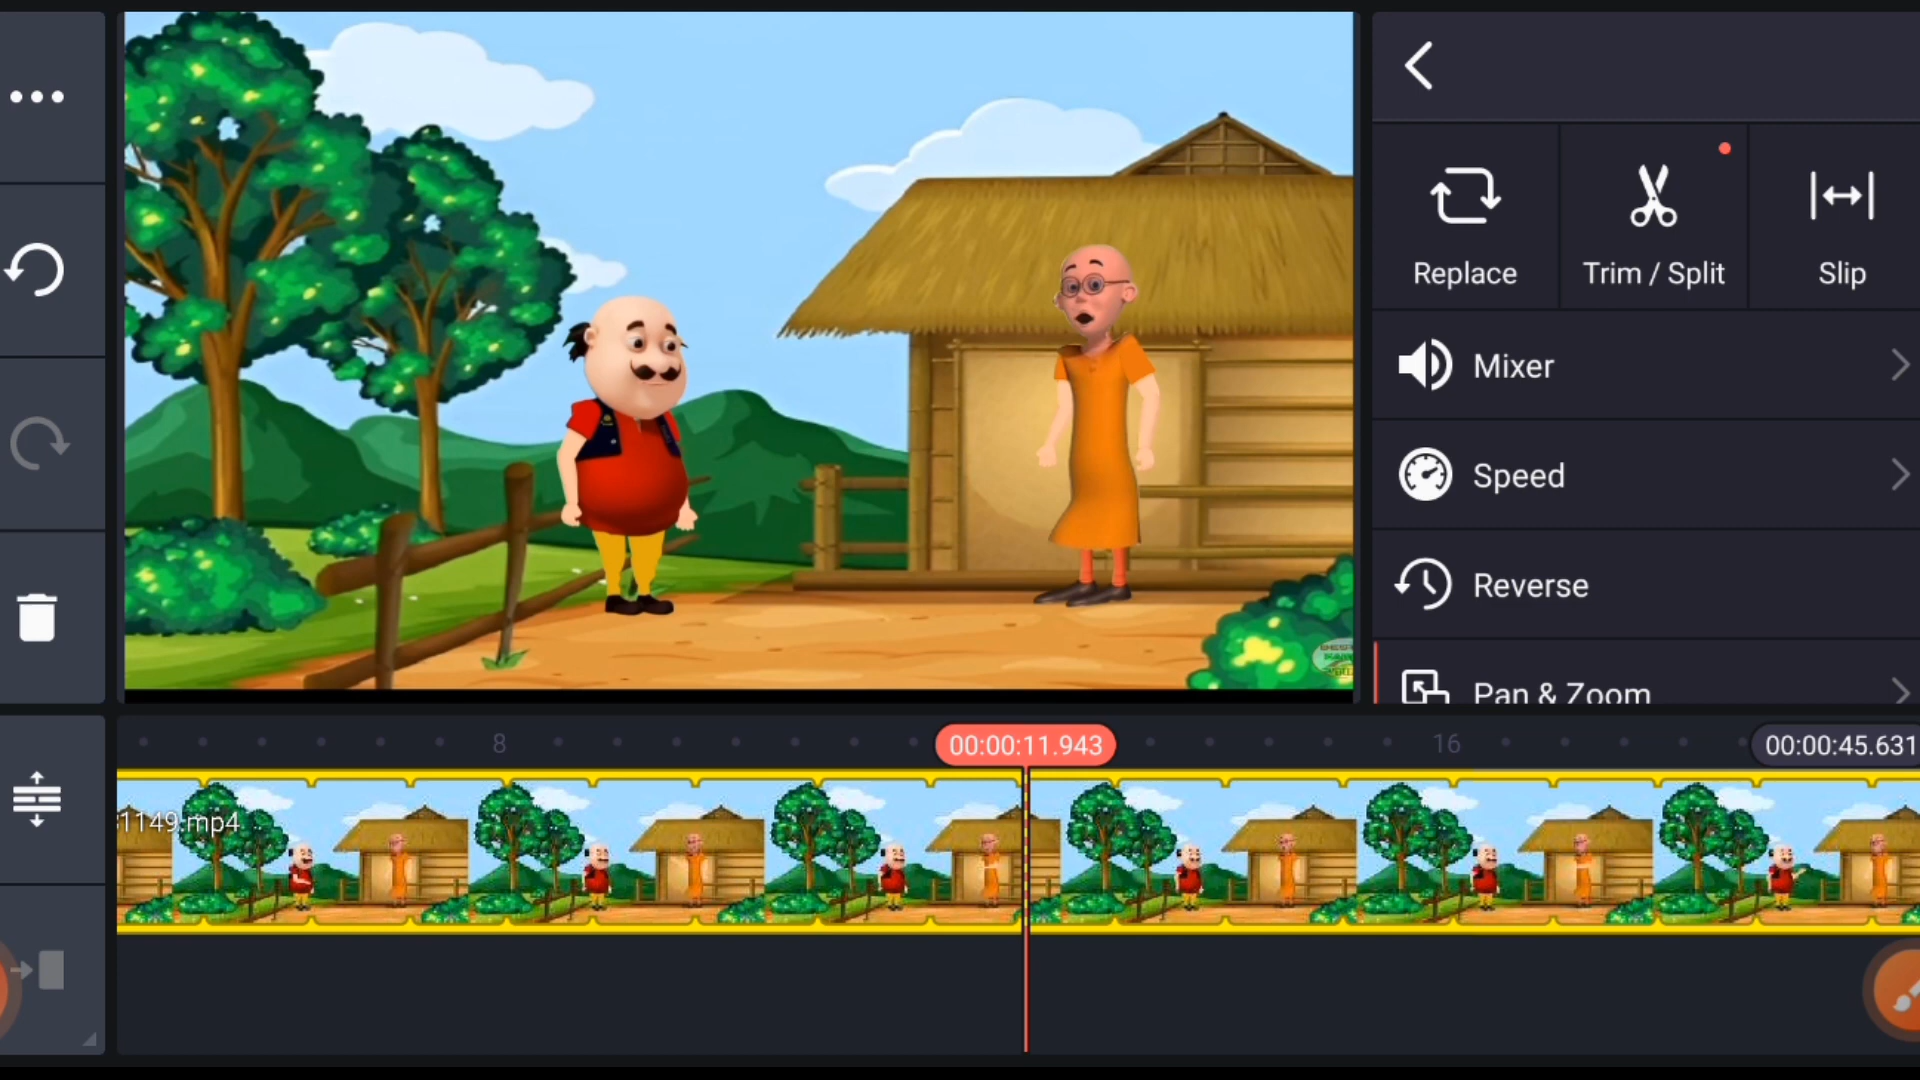 Replace
Trim / Split
Slip
Mixer
Speed
Reverse
Pan & Zoom
8
00:00:11.943
16
00:00:45.631
1149.mp4